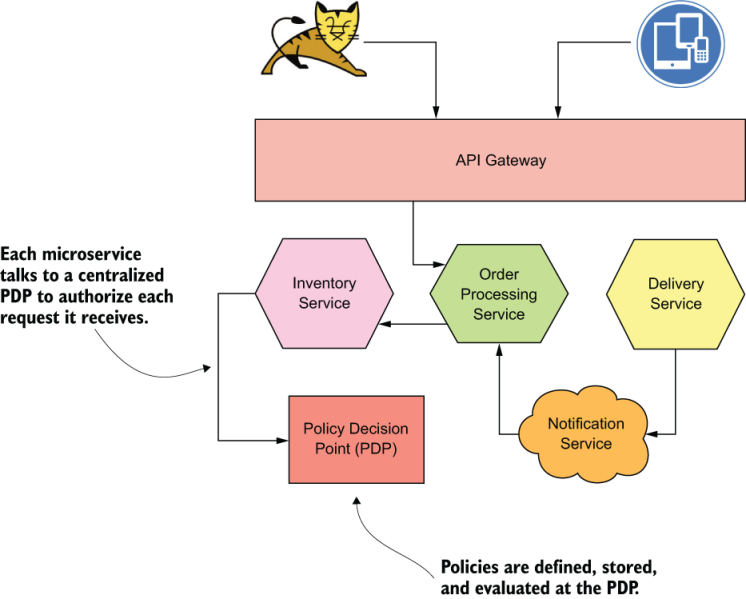 API Gateway
Each microservice
talks to a centralized
PDP to authorize each
request it receives.
Inventory
Service
Order
Processing
Service
Delivery
Service
Policy Decision
Point (PDP)
Notification
Service
Policies are defined, stored,
and evaluated at the PDP.